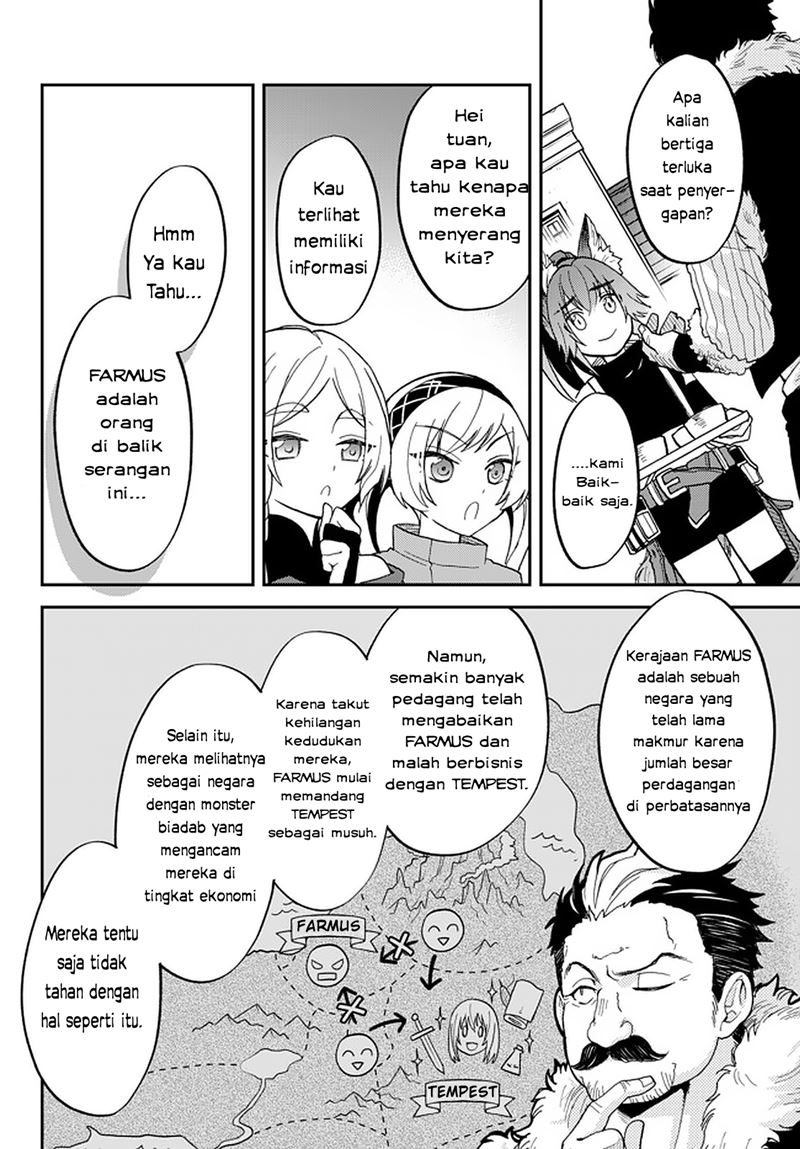 Apa
kalian
bertiga
terluka
saat penyer-
gapan?
....kami
Baik-
baik saja.
Hei
tuan,
apa kau
tahu kenapa
mereka
menyerang
kita?
Kau
terlihat
memiliki
informasi
Hmm
Ya kau
Tahu...
FARMUS
adalah
orang
di balik
serangan
ini...
Kerajaan FARMUS
adalah sebuah
negara yang
telah lama
makmur karena
jumlah besar
perdagangan
di perbatasannya
Namun,
semakin banyak
pedagang telah
mengabaikan
FARMUS dan
malah berbisnis
dengan TEMPEST.
Karena takut
kehilangan
kedudukan
mereka,
FARMUS mulai
memandang
TEMPEST
sebagai musuh.
Selain itu,
mereka melihatnya
sebagai negara
dengan monster
biadab yang
mengancam
mereka di
tingkat ekonomi
Mereka tentu
saja tidak
tahan dengan
hal seperti itu.
FARMUS
TEMPEST